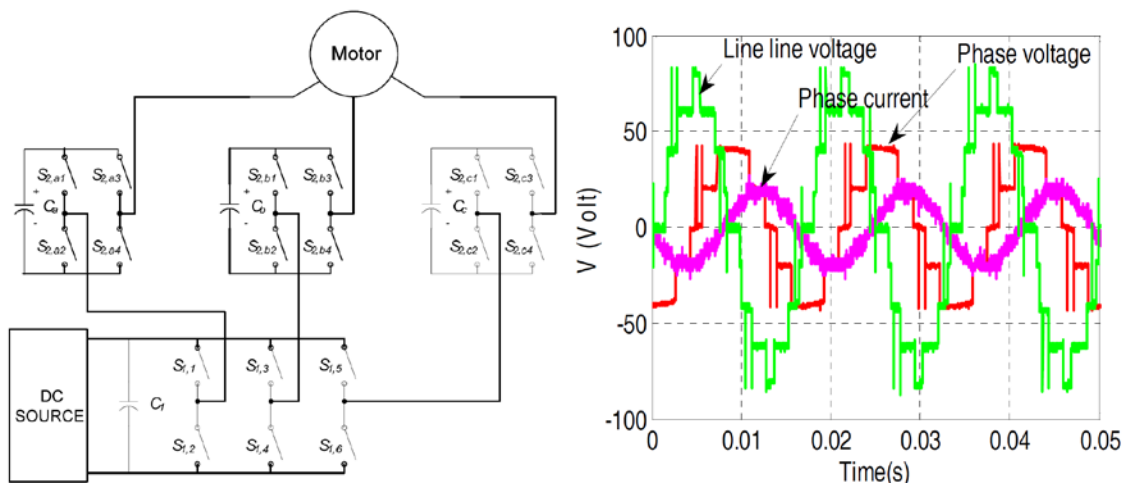 Motor
S2,a1
S2,a3
S2,b1
S2,b3
S2,c1
S2,c3
+
+
+
Ca
Cb
Cc
-
-
-
S2,a2
S2,a4
S2,b2
S2,b4
S2,c2
S2,c4
DC
SOURCE
C1
S1,1
S1,3
S1,5
S1,2
S1,4
S1,6
Line line voltage
Phase voltage
Phase current
V (Volt)
100
50
0
-50
-100
0
0.01
0.02
0.03
0.04
0.05
Time(s)